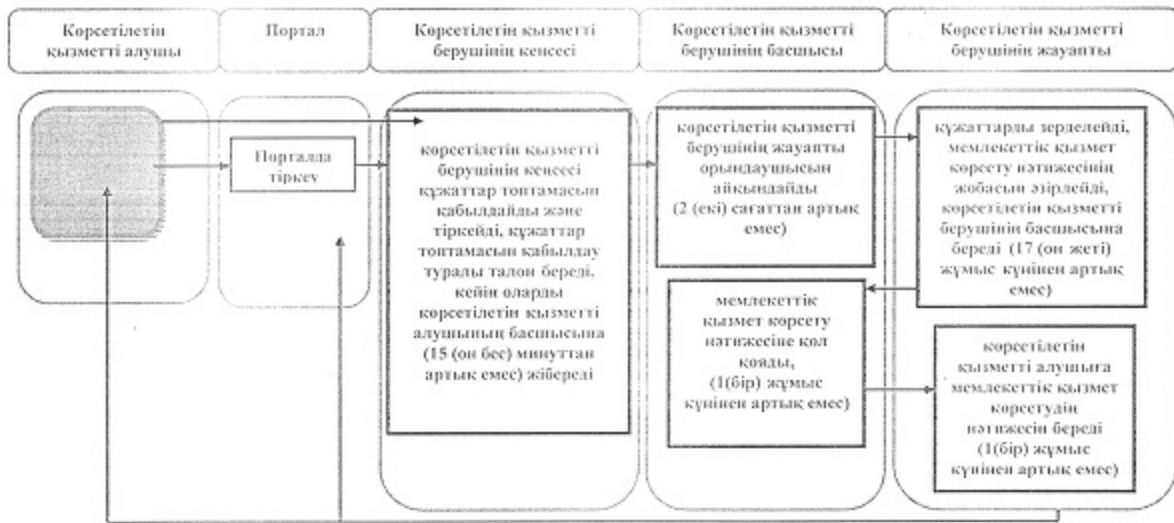 Көрсетілетін
қызметті алушы
Портал
Көрсетілетін қызметті
берушінің кеңсесі
Көрсетілетін қызметті
берушінің басшысы
Көрсетілетін қызметті
берушінің жауапты
Порталда
тіркеу
көрсетілетін қызметті
берушінің кеңсесі
құжаттар топтамасын
қабылдайды және
тіркейді, құжаттар
топтамасын қабылдау
туралы талон береді,
кейін оларды
көрсетілетін қызметті
алушының басшысына
(15 (он бес) минуттан
артық емес) жібереді
көрсетілетін қызметті
берушінің жауапты
орындаушысын
айқындайды
(2 (екі) сағаттан артық
емес)
мемлекеттік
қызмет көрсету
нәтижесіне қол
қояды,
(1(бір) жұмыс
күнінен артық емес)
құжаттарды зерделейді,
мемлекеттік қызмет
көрсету нәтижесінің
жобасын әзірлейді,
көрсетілетін қызметті
берушінің басшысына
береді (17 (он жеті)
жұмыс күнінен артық
емес)
көрсетілетін
қызметті алушыға
мемлекеттік қызмет
көрсетудің
нәтижесін береді
(1(бір) жұмыс
күнінен артық емес)